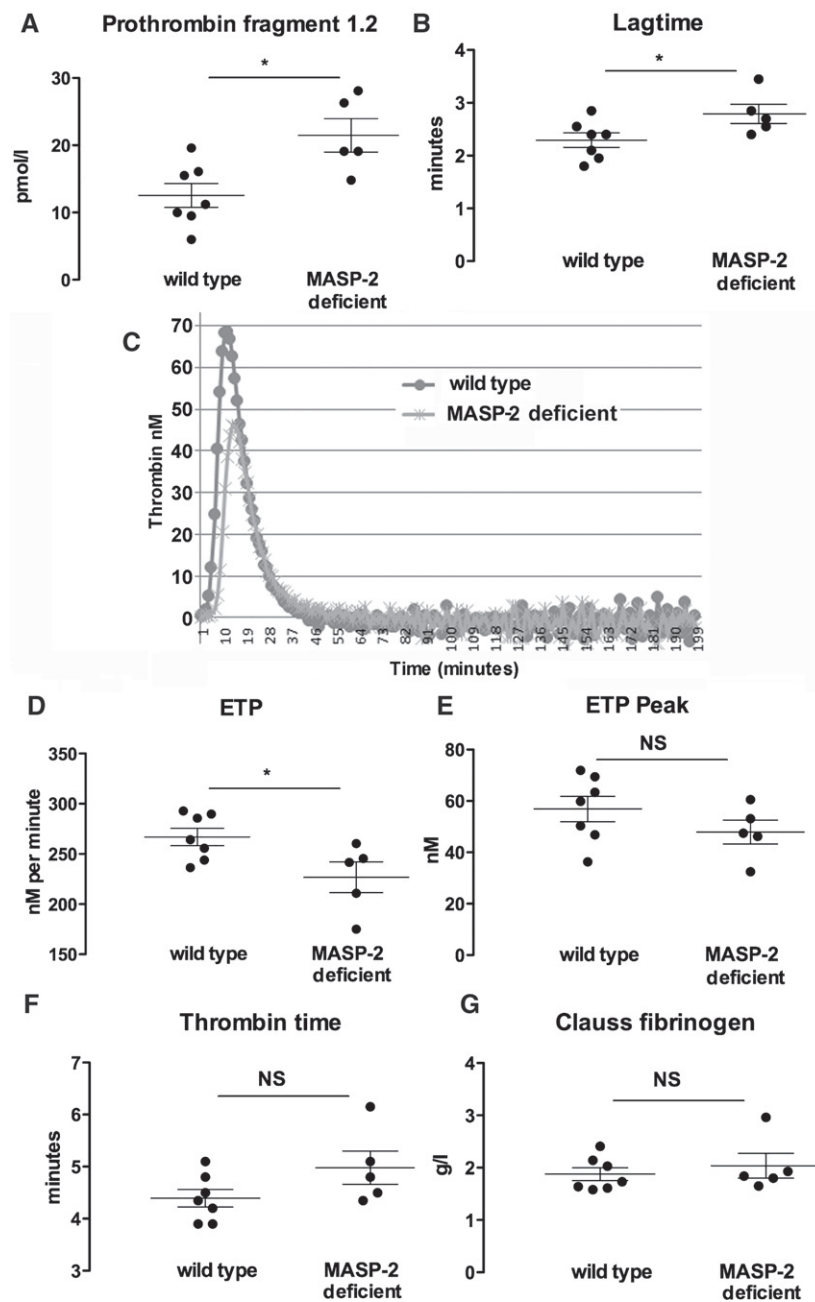 A
Prothrombin fragment 1.2
B
Lagtime
*
*
30
20
10
0
pmol/l
wild type
MASP-2
deficient
4
3
2
1
0
minutes
wild type
MASP-2
deficient
C
70
60
50
40
30
20
10
0
Thrombin nM
wild type
MASP-2 deficient
1 10 19 28 37 46 55 64 73 82 91 100 109 118 127 136 145 154 163 172 181 190 199
Time (minutes)
D
ETP
E
ETP Peak
*
NS
350
300
250
200
150
nM per minute
wild type
MASP-2
deficient
80
60
40
20
0
nM
wild type
MASP-2
deficient
F
Thrombin time
G
Clauss fibrinogen
NS
NS
7
6
5
4
3
minutes
wild type
MASP-2
deficient
4
3
2
1
0
g/l
wild type
MASP-2
deficient